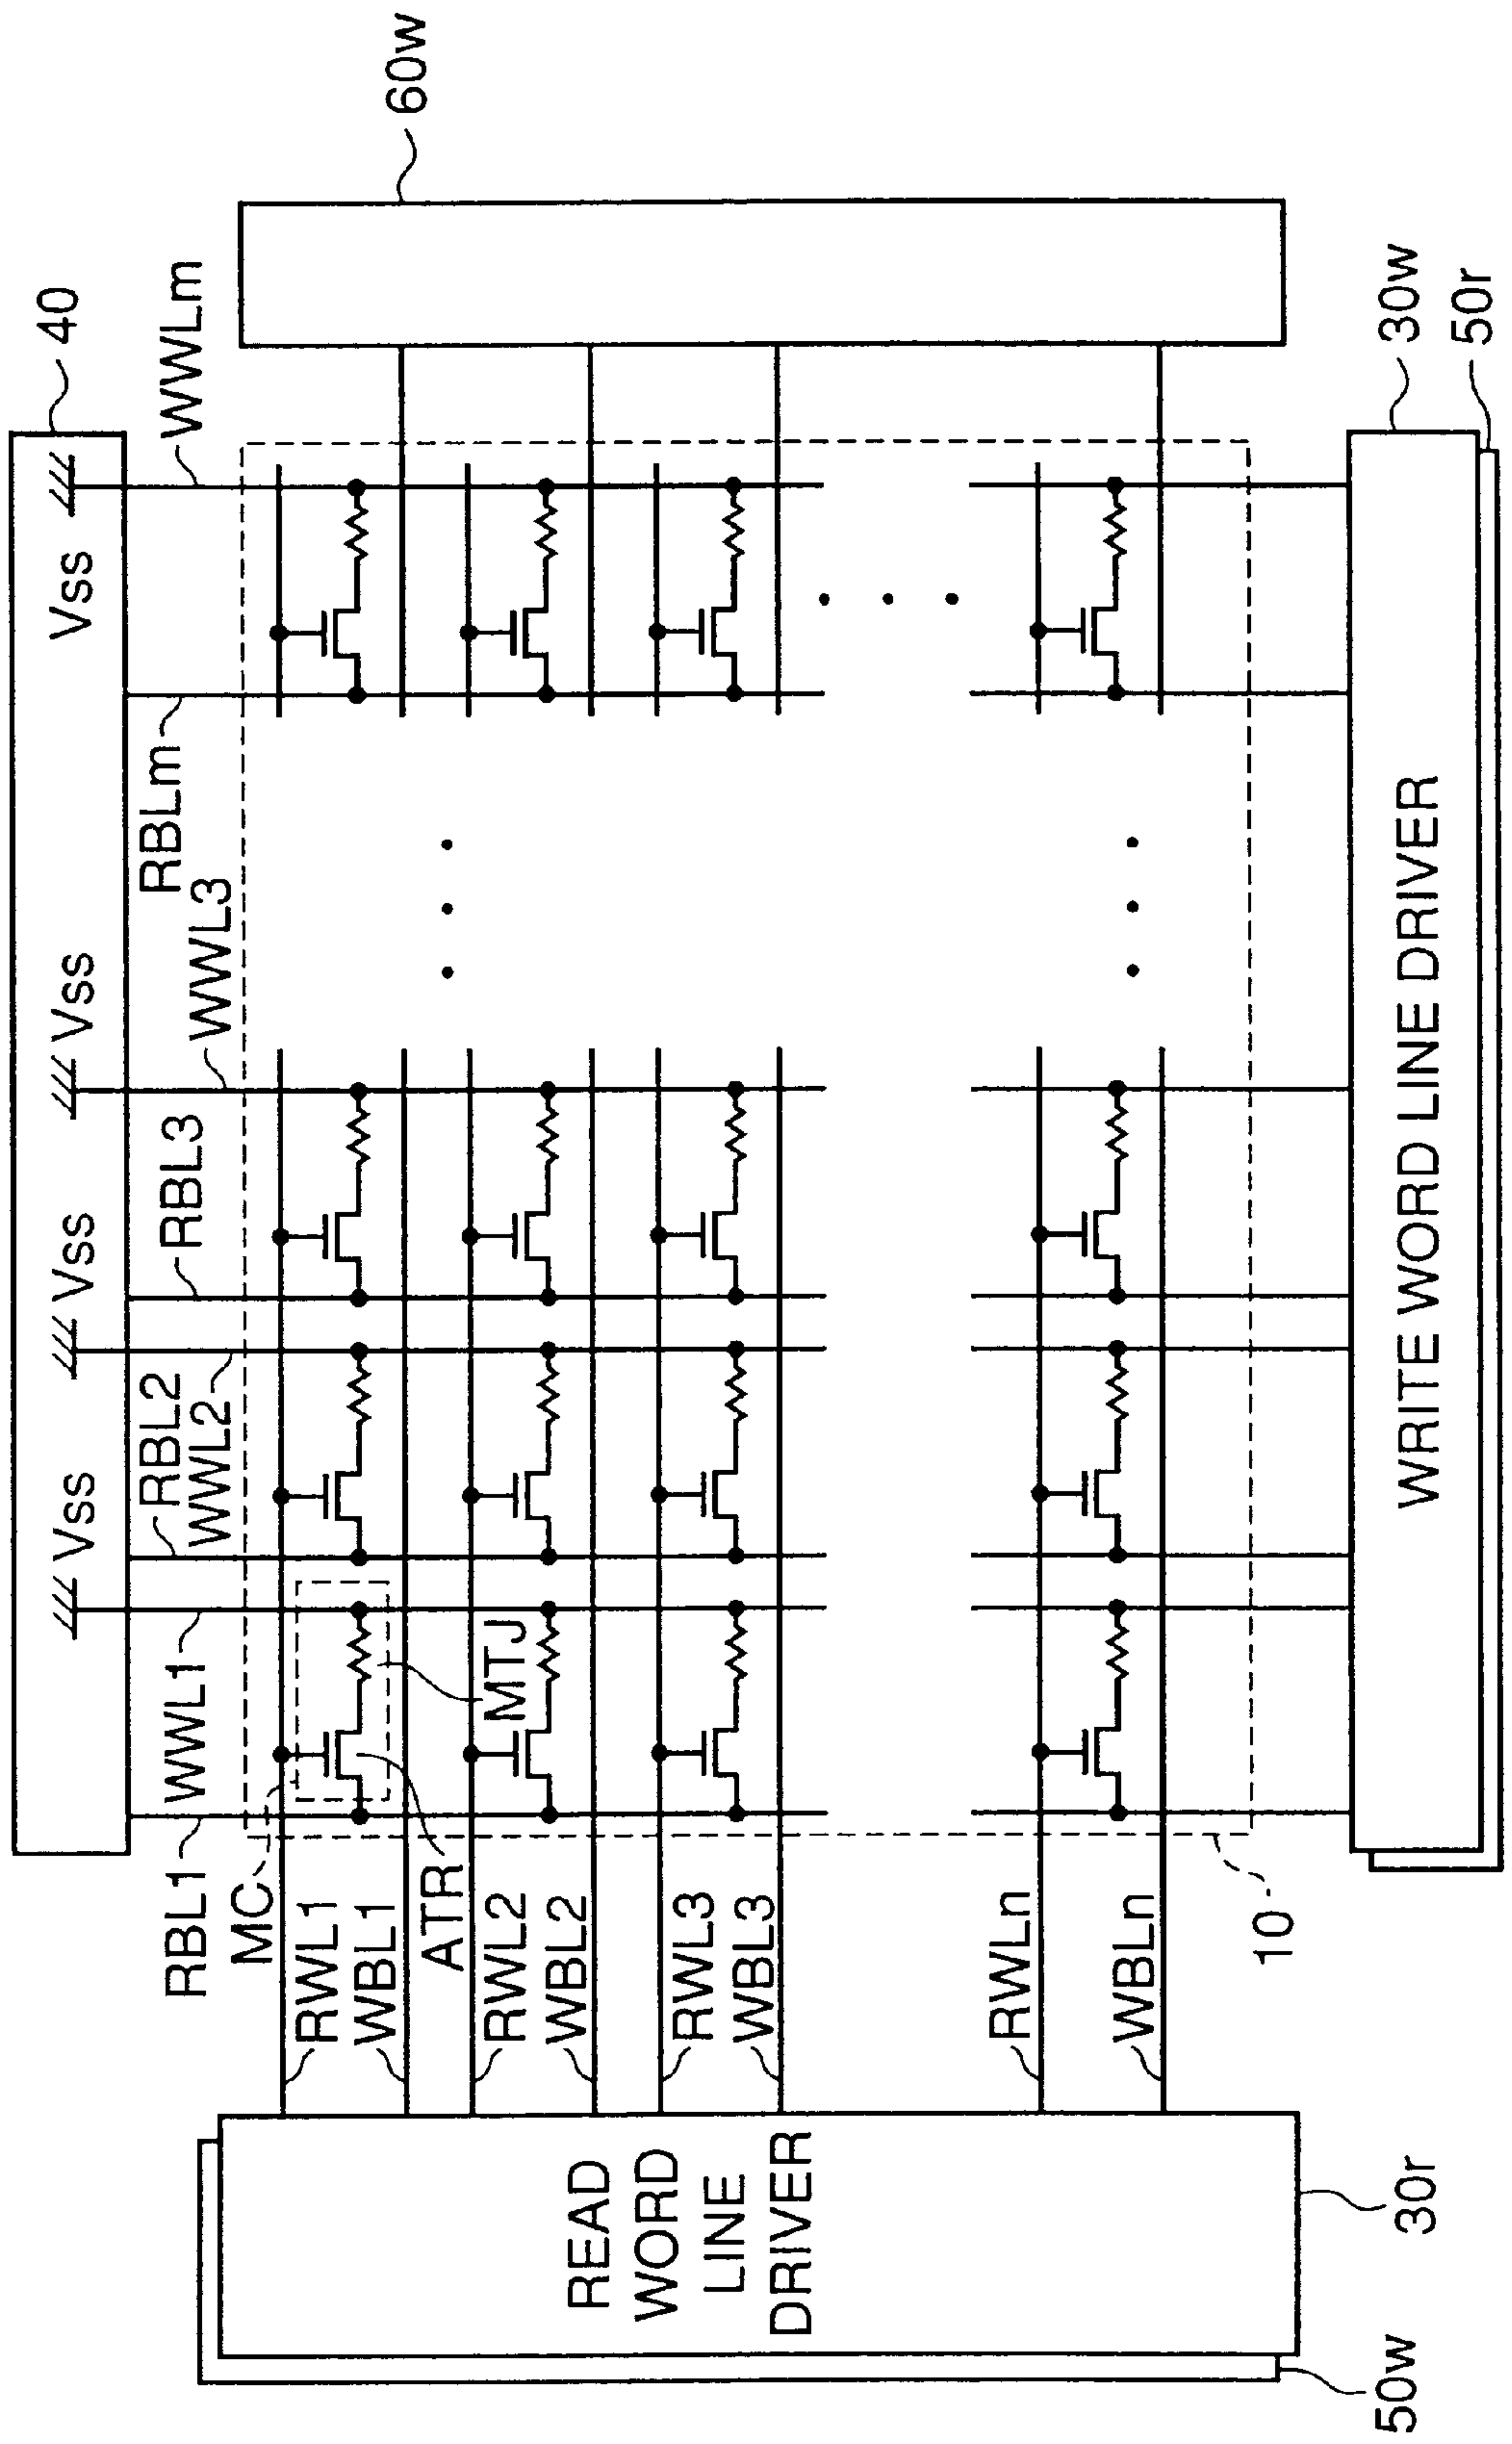 40
Vss
Vss
Vss
Vss
60w
RBL1
WWL1
RBL2
WWL2
RBL3
WWL3
RBLm
WWLm
MC
RWL1
WBL1
ATR
MTJ
RWL2
WBL2
RWL3
WBL3
RWLn
WBLn
10
READ
WORD
LINE
DRIVER
50w
30r
WRITE WORD LINE DRIVER
30w
50r